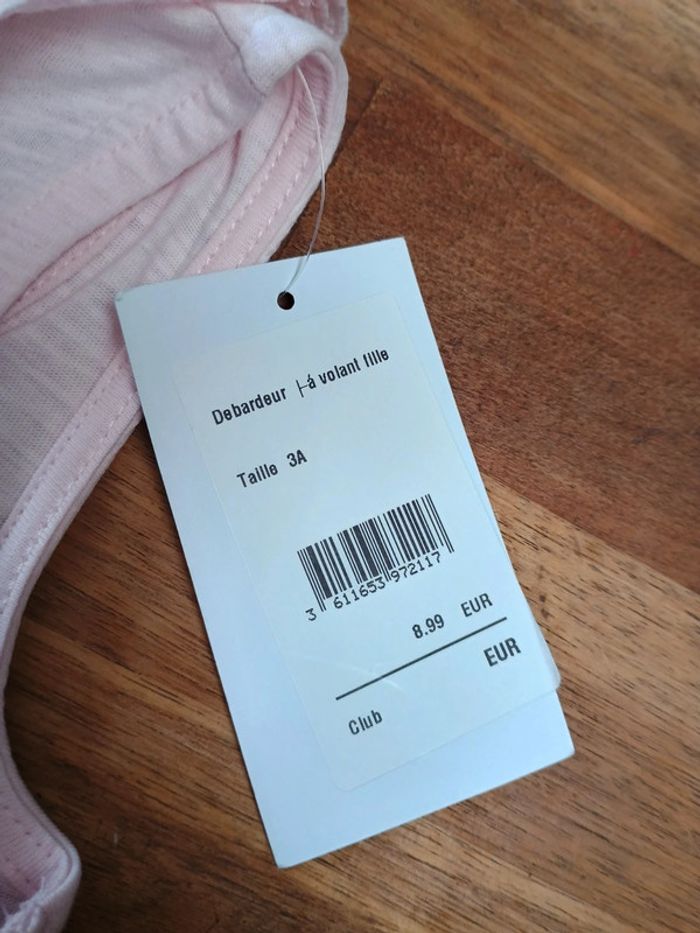 Debardeur ├á volant fille
Taille 3A
3 611653 972117
8.99 EUR
EUR
Club